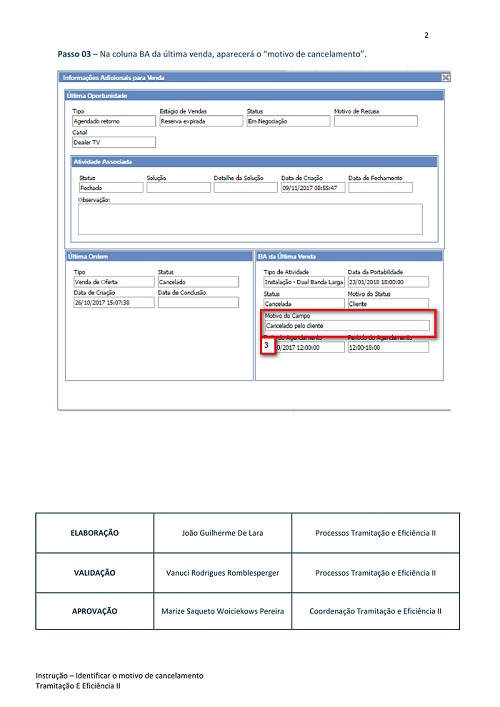 2
Passo 03 – Na coluna BA da última venda, aparecerá o “motivo de cancelamento”.
Informações Adicionais para Venda
Última Oportunidade
Tipo Estágio de Vendas Status Motivo de Recusa
Agendado retorno Reserva expirada Em Negociação
Canal
Dealer TV
Atividade Associada
Status Solução Detalhe da Solução Data de Criação Data de Fechamento
Fechado 09/11/2017 08:55:47
Observação:
Última Ordem
Tipo Status
Venda de Oferta Cancelado
Data de Criação Data de Conclusão
26/10/2017 15:07:38
BA da Última Venda
Tipo de Atividade Data da Portabilidade
Instalação - Dual Banda Larga 23/01/2018 18:00:00
Status Motivo do Status
Cancelada Cliente
Motivo do Campo
Cancelado pelo cliente
3
Agendamento Período do Agendamento
0/2017 12:00:00 12:00-18:00
ELABORAÇÃO João Guilherme De Lara Processos Tramitação e Eficiência II
VALIDAÇÃO Vanuci Rodrigues Romblesperger Processos Tramitação e Eficiência II
APROVAÇÃO Marize Saqueto Woiciekows Pereira Coordenação Tramitação e Eficiência II
Instrução – Identificar o motivo de cancelamento
Tramitação E Eficiência II